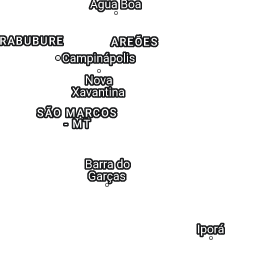 Água Boa
RABUBURE
AREÕES
Campinápolis
Nova
Xavantina
SÃO MARCOS
- MT
Barra do
Garças
Iporá